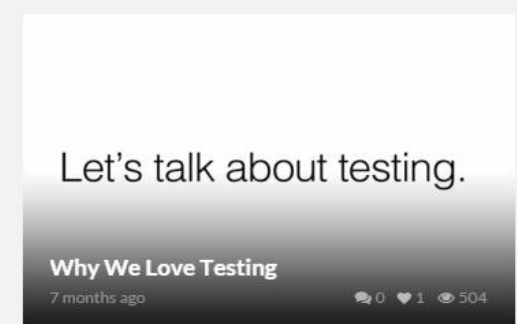 Let's talk about testing.
Why We Love Testing
7 months ago 0 1 504